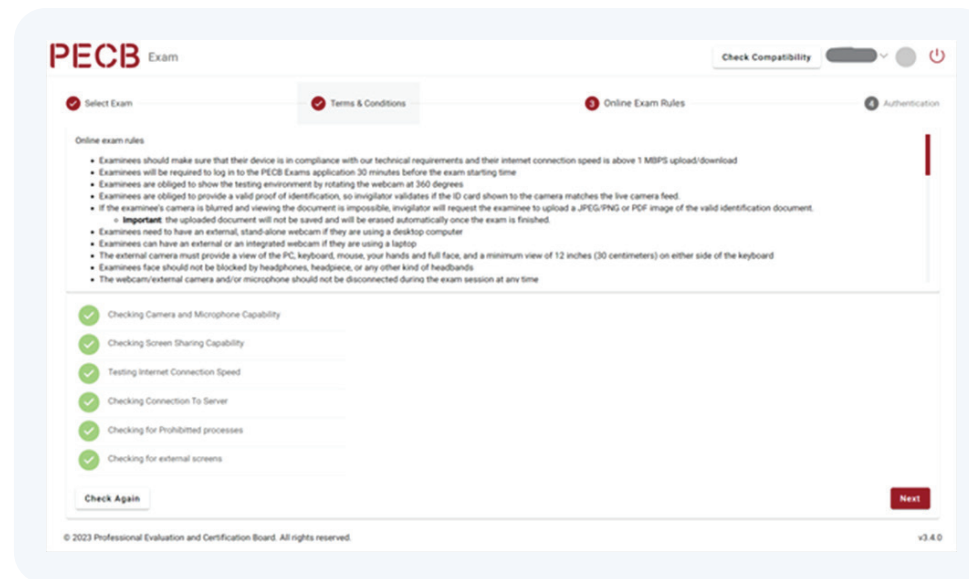 PECB Exam
Check Compatibility
Select Exam
Terms & Conditions
3 Online Exam Rules
4 Authentication
Online exam rules
Examinees should make sure that their device is in compliance with our technical requirements and their internet connection speed is above 1 MBPS upload/download
Examinees will be required to log in to the PECB Exams application 30 minutes before the exam starting time
Examinees are obliged to show the testing environment by rotating the webcam at 360 degrees
Examinees are obliged to provide a valid proof of identification, so invigilator validates if the ID card shown to the camera matches the live camera feed.
If the examinee's camera is blurred and viewing the document is impossible, invigilator will request the examinee to upload a JPEG/PNG or PDF image of the valid identification document.
Important: the uploaded document will not be saved and will be erased automatically once the exam is finished.
Examinees need to have an external, stand-alone webcam if they are using a desktop computer
Examinees can have an external or an integrated webcam if they are using a laptop
The external camera must provide a view of the PC, keyboard, mouse, your hands and full face, and a minimum view of 12 inches (30 centimeters) on either side of the keyboard
Examinees face should not be blocked by headphones, headpiece, or any other kind of headbands
The webcam/external camera and/or microphone should not be disconnected during the exam session at any time
Checking Camera and Microphone Capability
Checking Screen Sharing Capability
Testing Internet Connection Speed
Checking Connection To Server
Checking for Prohibitted processes
Checking for external screens
Check Again
Next
© 2023 Professional Evaluation and Certification Board. All rights reserved.
v3.4.0